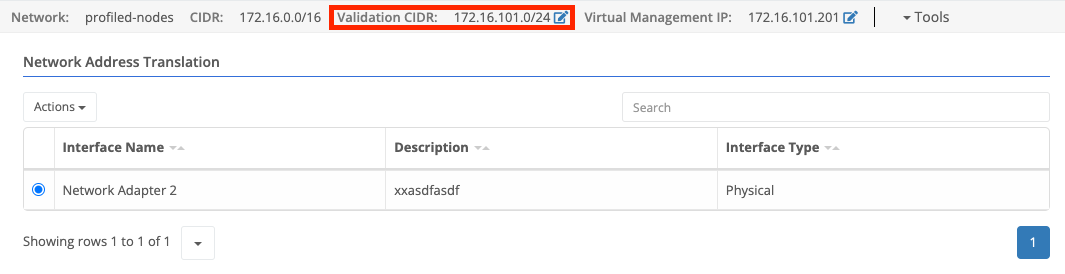 Network: profiled-nodes CIDR: 172.16.0.0/16 Validation CIDR: 172.16.101.0/24 Virtual Management IP: 172.16.101.201 Tools
Network Address Translation
Actions Search
Interface Name Description Interface Type
Network Adapter 2 xxasdfasdf Physical
Showing rows 1 to 1 of 1 1